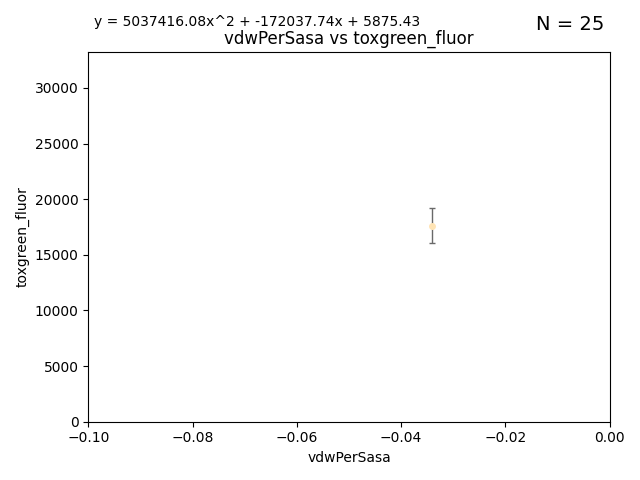 y = 5037416.08x^2 + -172037.74x + 5875.43
N = 25
vdwPerSasa vs toxgreen_fluor
30000
25000
20000
15000
10000
5000
0
toxgreen_fluor
−0.10
−0.08
−0.06
−0.04
−0.02
0.00
vdwPerSasa